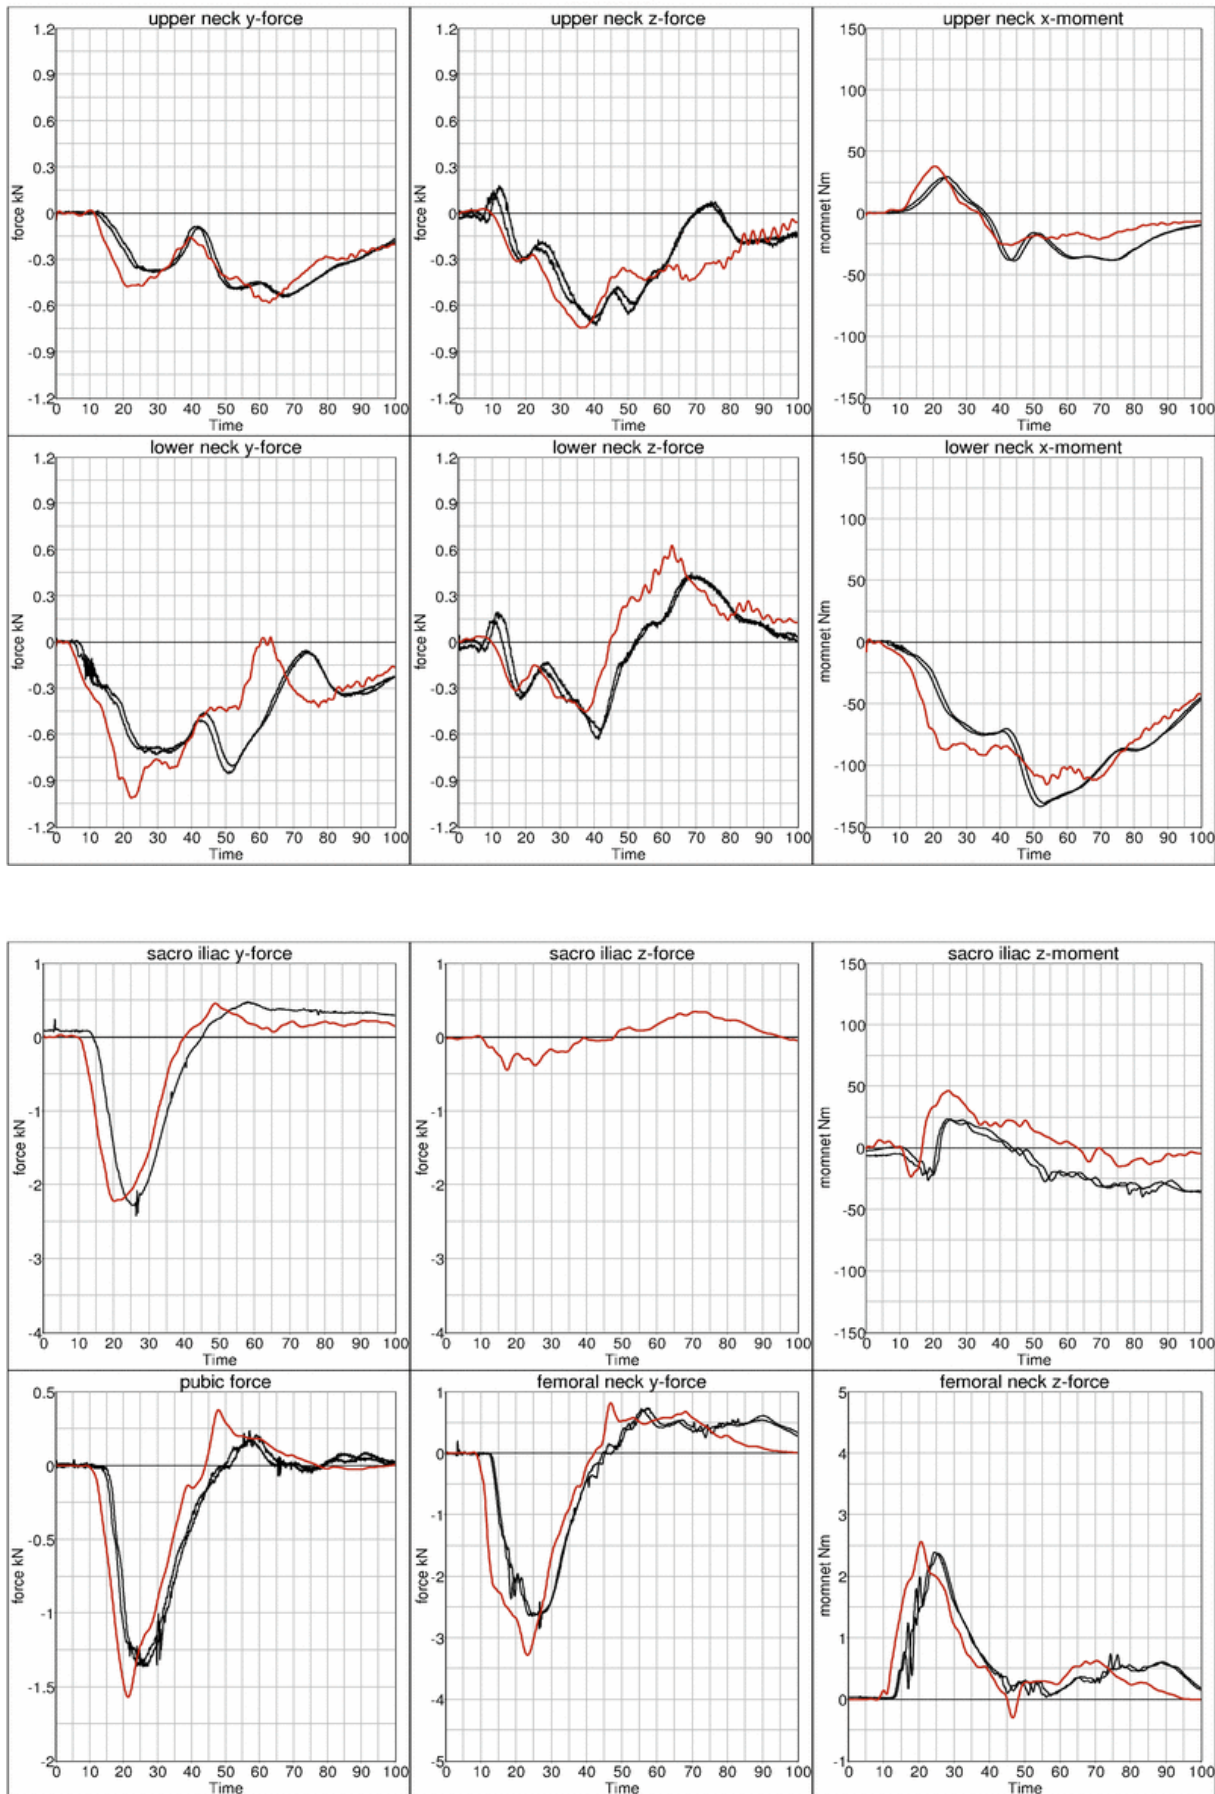 upper neck y-force
1.2
0.9
0.6
0.3
0
-0.3
-0.6
-0.9
-1.2
force kN
0 10 20 30 40 50 60 70 80 90 100
Time
upper neck z-force
1.2
0.9
0.6
0.3
0
-0.3
-0.6
-0.9
-1.2
force kN
0 10 20 30 40 50 60 70 80 90 100
Time
upper neck x-moment
150
100
50
0
-50
-100
-150
momnet Nm
0 10 20 30 40 50 60 70 80 90 100
Time
lower neck y-force
1.2
0.9
0.6
0.3
0
-0.3
-0.6
-0.9
-1.2
force kN
0 10 20 30 40 50 60 70 80 90 100
Time
lower neck z-force
1.2
0.9
0.6
0.3
0
-0.3
-0.6
-0.9
-1.2
force kN
0 10 20 30 40 50 60 70 80 90 100
Time
lower neck x-moment
150
100
50
0
-50
-100
-150
momnet Nm
0 10 20 30 40 50 60 70 80 90 100
Time
sacro iliac y-force
1
0
-1
-2
-3
-4
force kN
0 10 20 30 40 50 60 70 80 90 100
Time
sacro iliac z-force
1
0
-1
-2
-3
-4
force kN
0 10 20 30 40 50 60 70 80 90 100
Time
sacro iliac z-moment
150
100
50
0
-50
-100
-150
momnet Nm
0 10 20 30 40 50 60 70 80 90 100
Time
pubic force
0.5
0
-0.5
-1
-1.5
-2
force kN
0 10 20 30 40 50 60 70 80 90 100
Time
femoral neck y-force
1
0
-1
-2
-3
-4
-5
force kN
0 10 20 30 40 50 60 70 80 90 100
Time
femoral neck z-force
5
4
3
2
1
0
-1
momnet Nm
0 10 20 30 40 50 60 70 80 90 100
Time